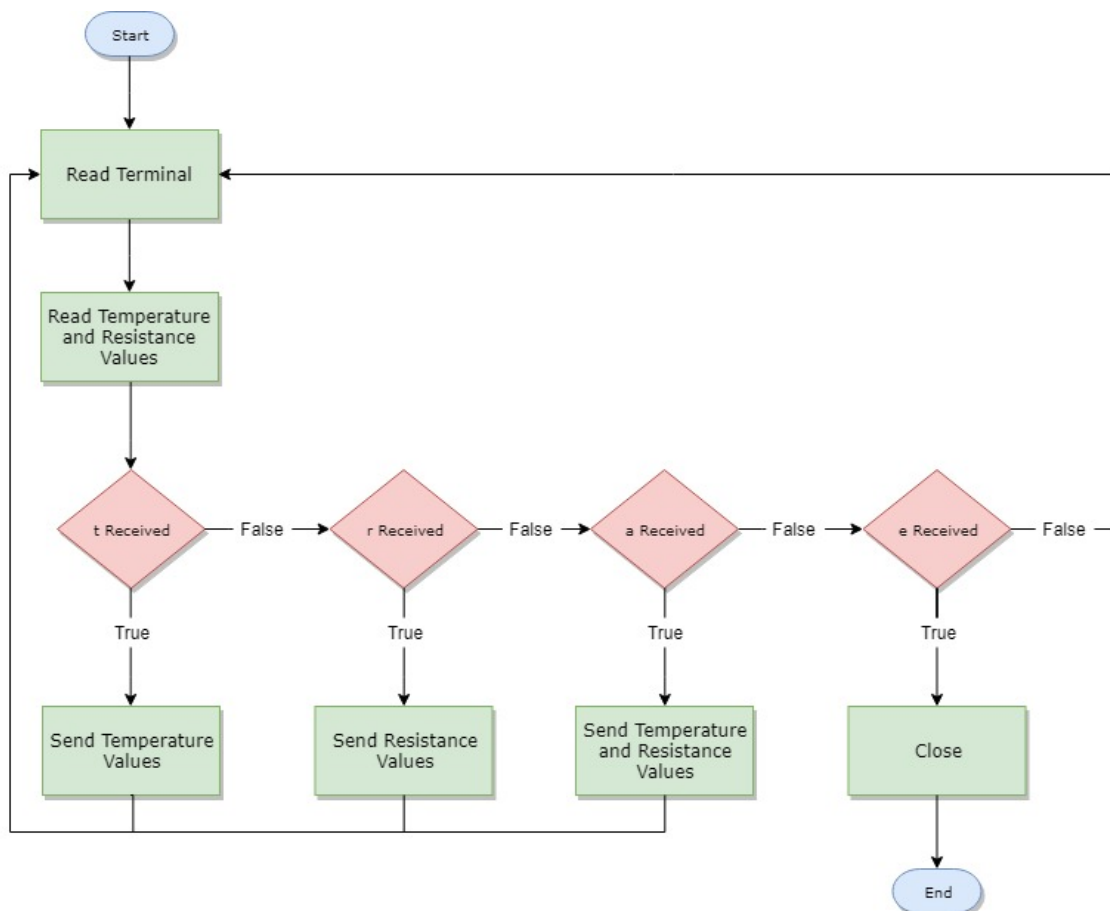 Start
Read Terminal
Read Temperature
and Resistance
Values
t Received
False
r Received
False
a Received
False
e Received
False
True
True
True
True
Send Temperature
Values
Send Resistance
Values
Send Temperature
and Resistance
Values
Close
End